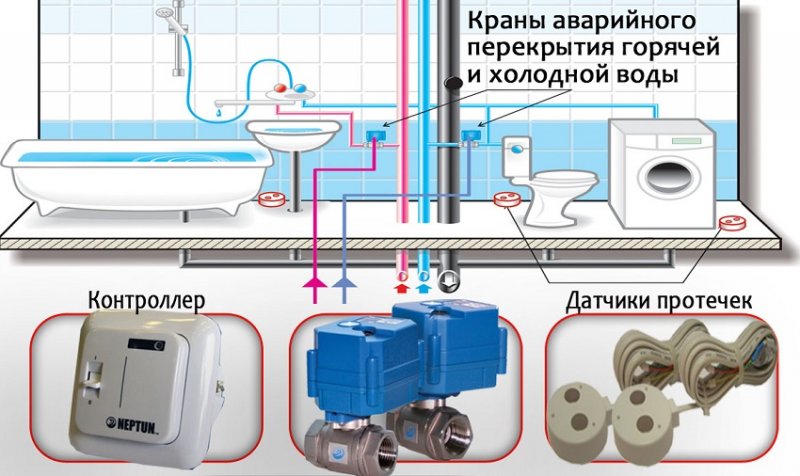 Краны аварийного
перекрытия горячей
и холодной воды
Контроллер
Датчики протечек
NEPTUN